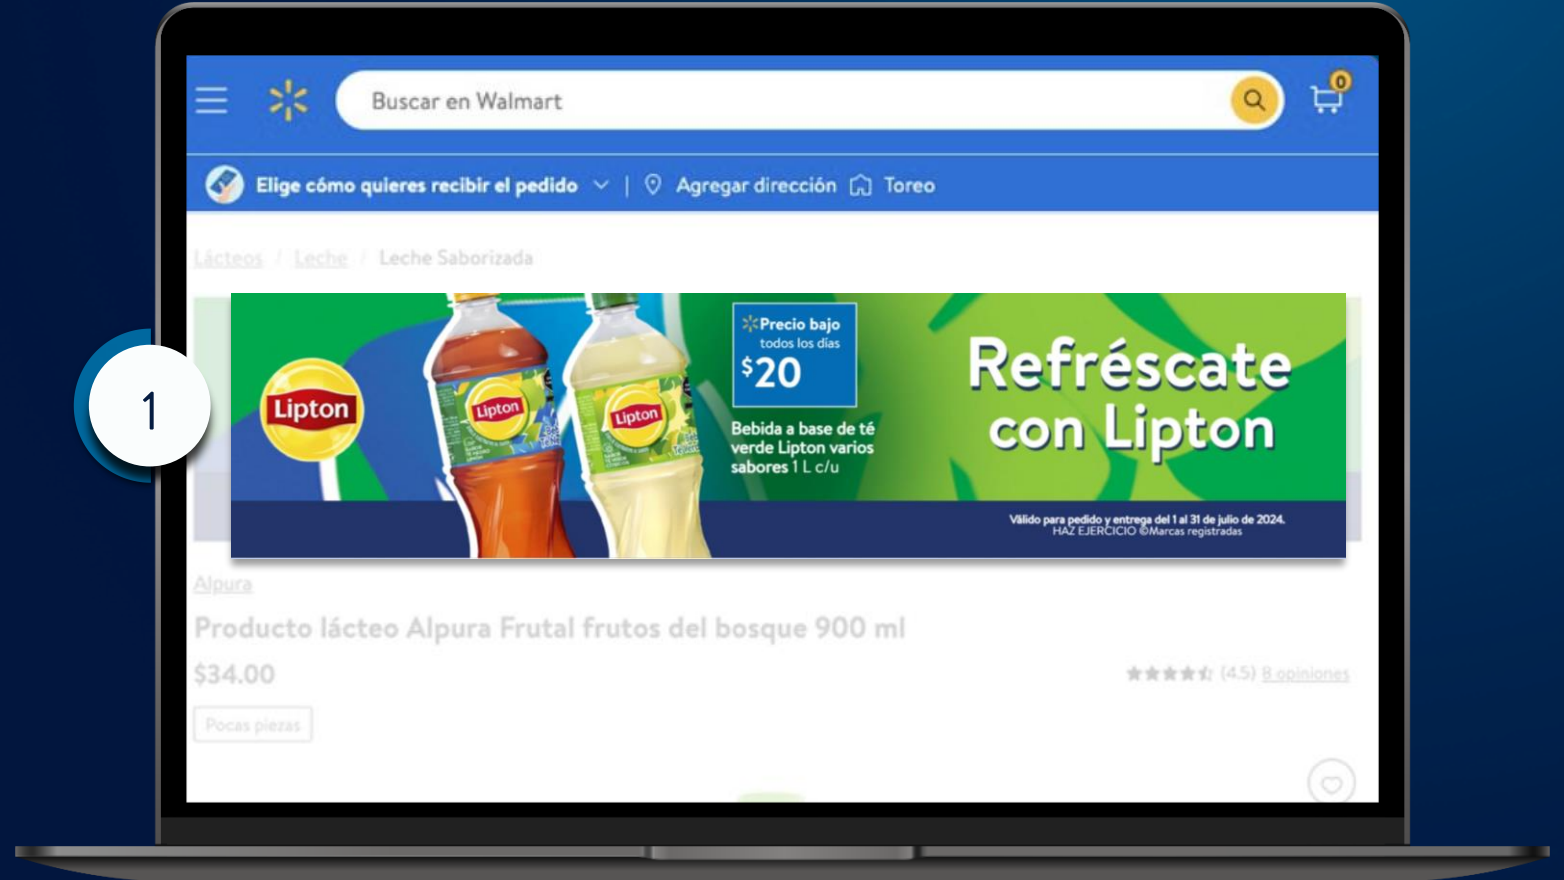 Buscar en Walmart
0
Elige cómo quieres recibir el pedido | Agregar dirección Toreo
Lácteos / Leche / Leche Saborizada
1
Lipton
Lipton
Lipton
Precio bajo
todos los días
$20
Bebida a base de té
verde Lipton varios
sabores 1 L c/u
Refréscate
con Lipton
Válido para pedido y entrega del 1 al 31 de julio de 2024.
HAZ EJERCICIO ©Marcas registradas
Alpura
Producto lácteo Alpura Frutal frutos del bosque 900 ml
$34.00
(4.5) 8 opiniones
Pocas piezas